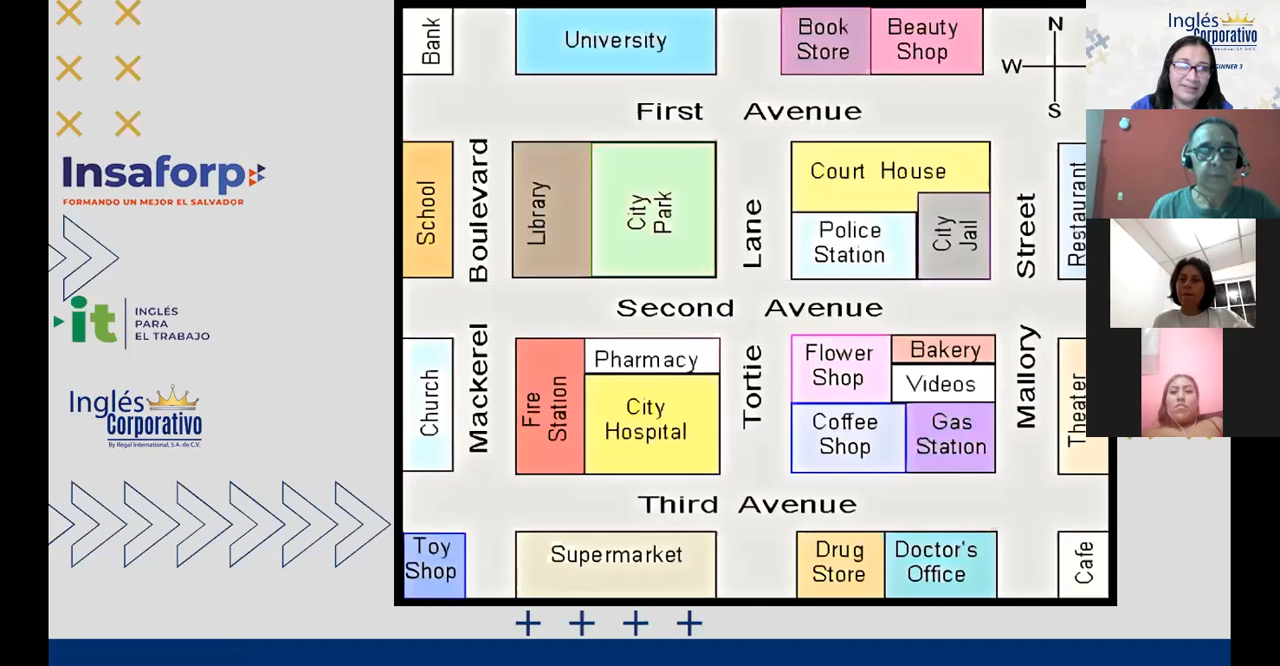 Insaforp
FORMANDO UN MEJOR EL SALVADOR
it
INGLÉS
PARA
EL TRABAJO
Inglés
Corporativo
By Regal International, S.A. de C.V.
Bank
University
Book
Store
Beauty
Shop
N
W
S
First Avenue
School
Boulevard
Library
City
Park
Lane
Court House
Police
Station
City
Jail
Street
Restaurant
Second Avenue
Church
Mackerel
Fire
Station
Pharmacy
City
Hospital
Tortie
Flower
Shop
Bakery
Videos
Coffee
Shop
Gas
Station
Mallory
Theater
Third Avenue
Toy
Shop
Supermarket
Drug
Store
Doctor's
Office
Cafe
Inglés
Corporativo